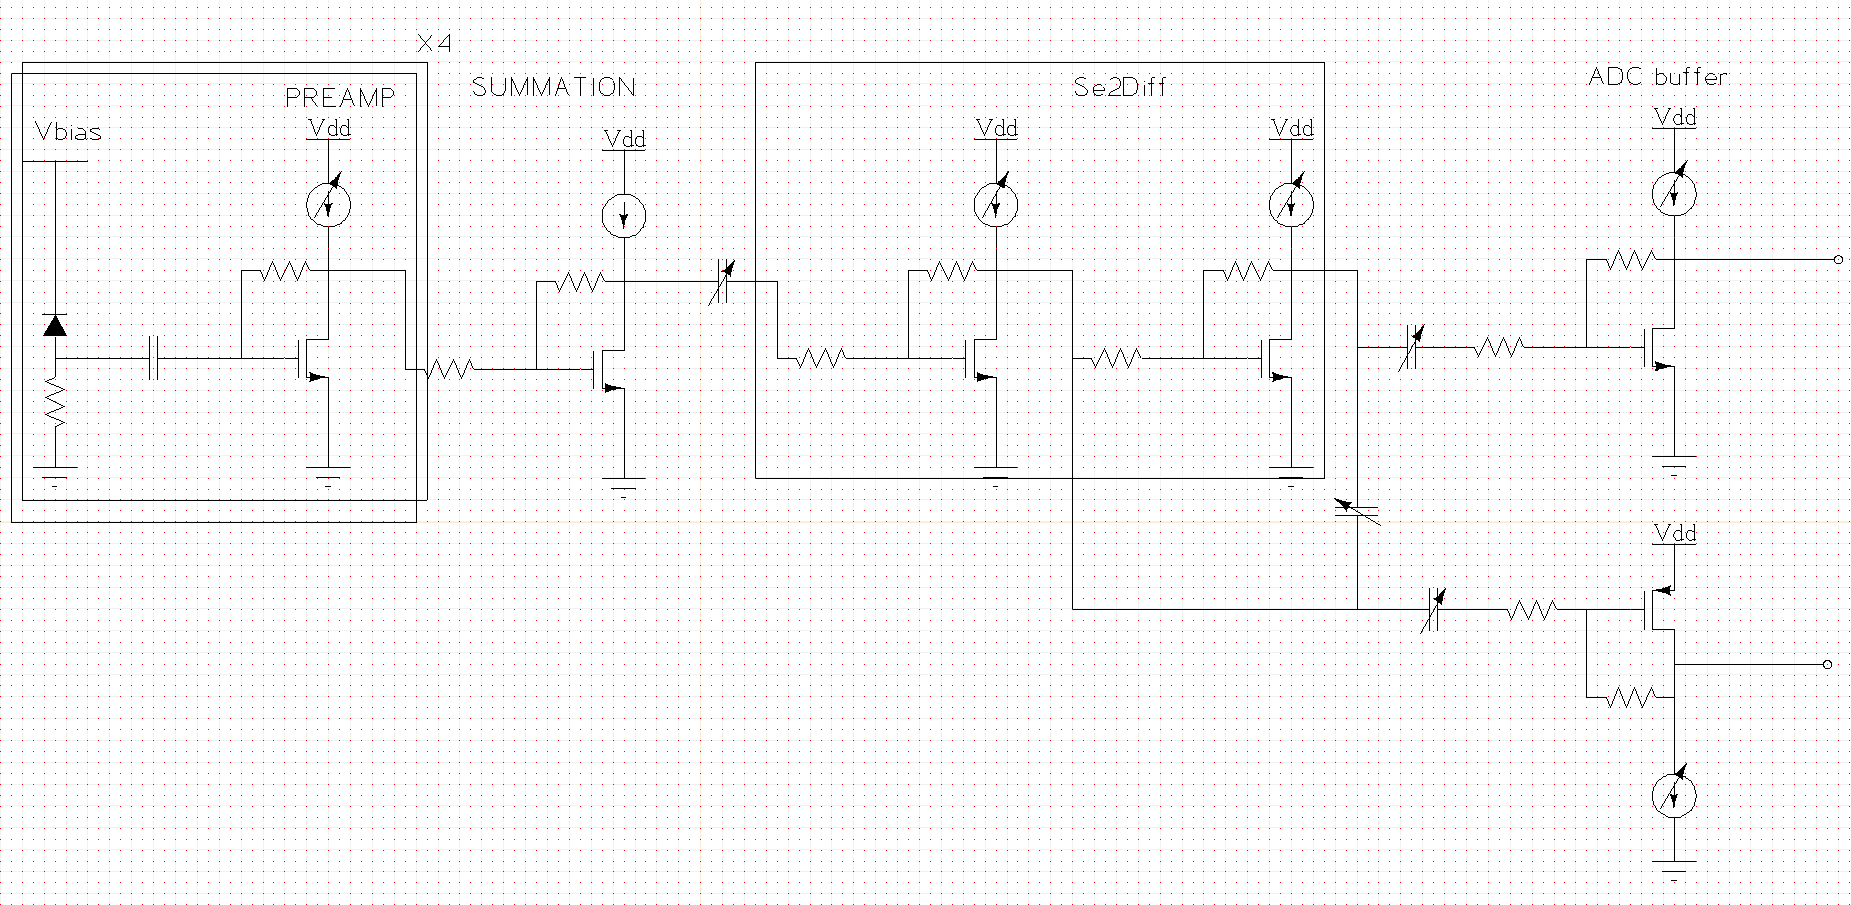 X4
SUMMATION
Se2Diff
ADC buffer
PREAMP
Vbias
Vdd
Vdd
Vdd
Vdd
Vdd
Vdd